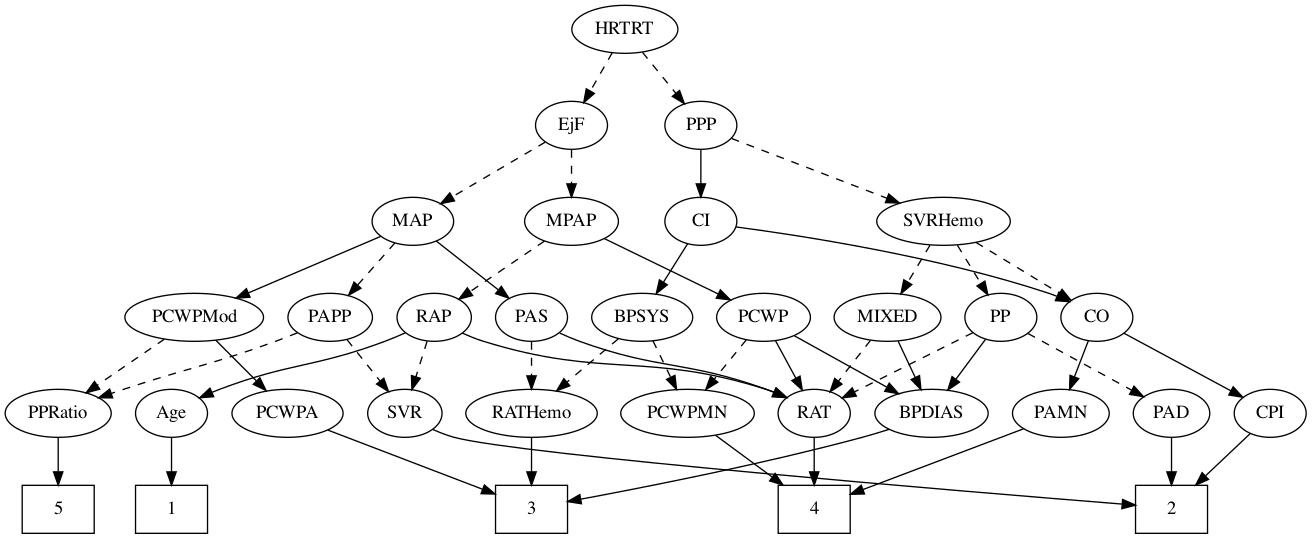 HRTRT
EjF
PPP
MAP
MPAP
CI
SVRHemo
PCWPMod
PAPP
RAP
PAS
BPSYS
PCWP
MIXED
PP
CO
PPRatio
Age
PCWPA
SVR
RATHemo
PCWPMN
RAT
BPDIAS
PAMN
PAD
CPI
5
1
3
4
2